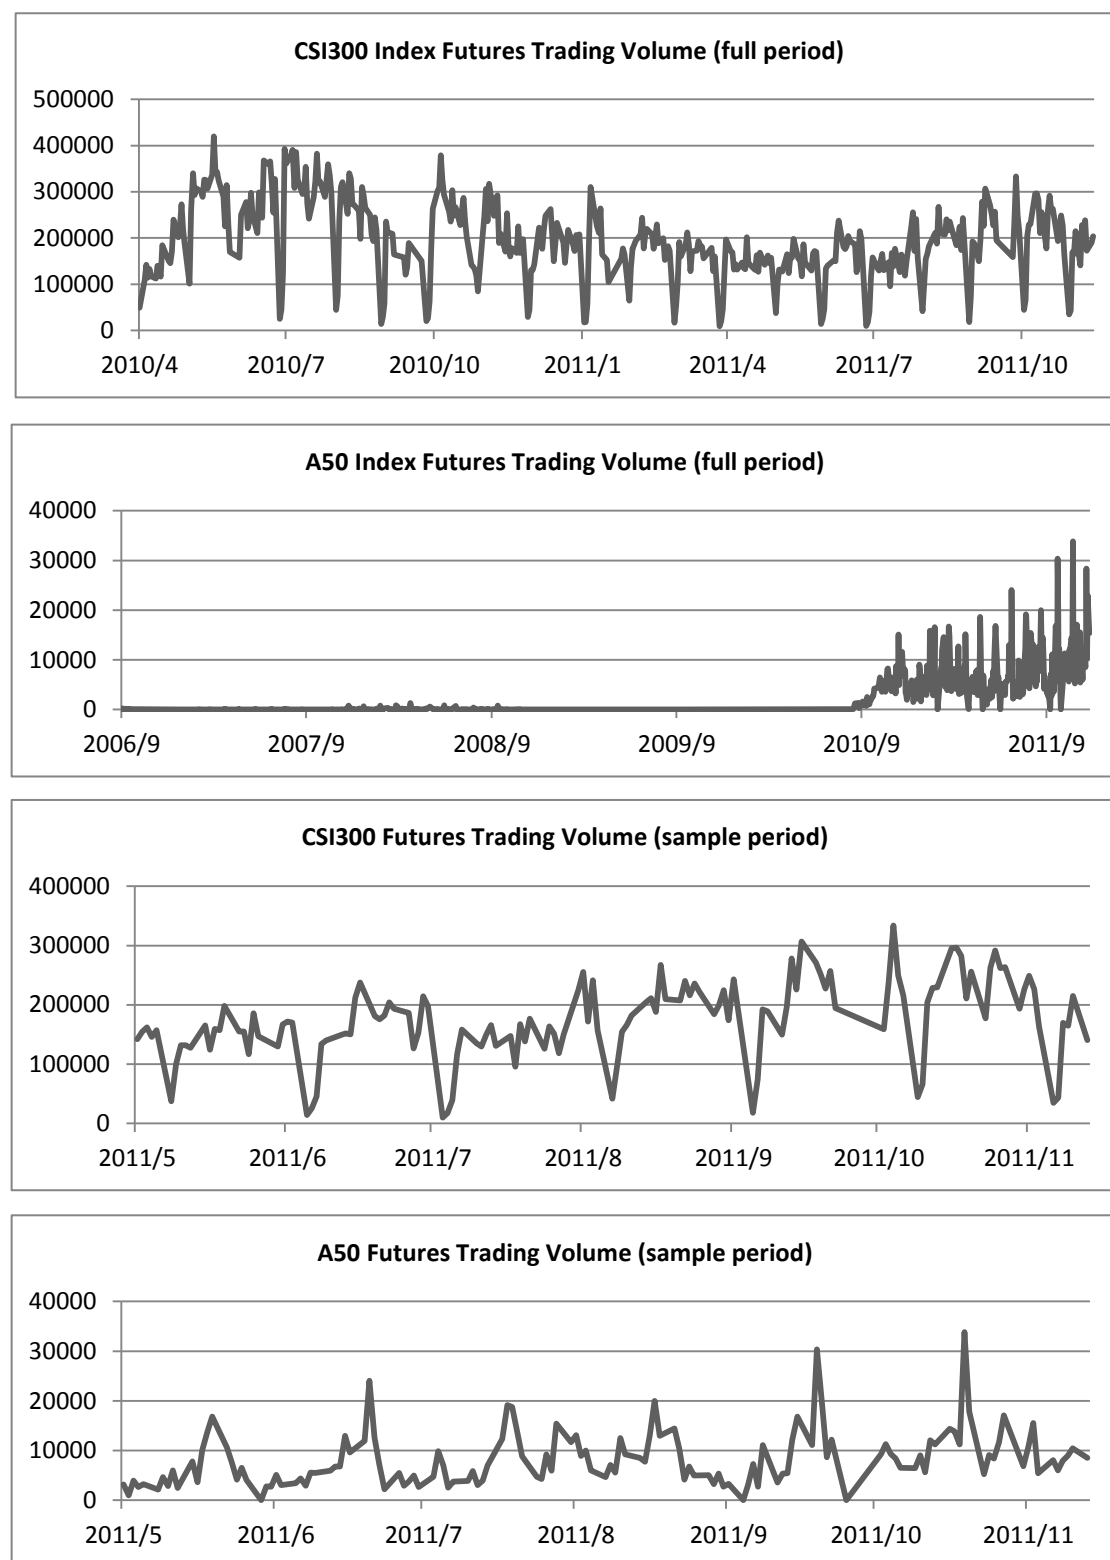 CSI300 Index Futures Trading Volume (full period)
500000
400000
300000
200000
100000
0
2010/4 2010/7 2010/10 2011/1 2011/4 2011/7 2011/10
A50 Index Futures Trading Volume (full period)
40000
30000
20000
10000
0
2006/9 2007/9 2008/9 2009/9 2010/9 2011/9
CSI300 Futures Trading Volume (sample period)
400000
300000
200000
100000
0
2011/5 2011/6 2011/7 2011/8 2011/9 2011/10 2011/11
A50 Futures Trading Volume (sample period)
40000
30000
20000
10000
0
2011/5 2011/6 2011/7 2011/8 2011/9 2011/10 2011/11